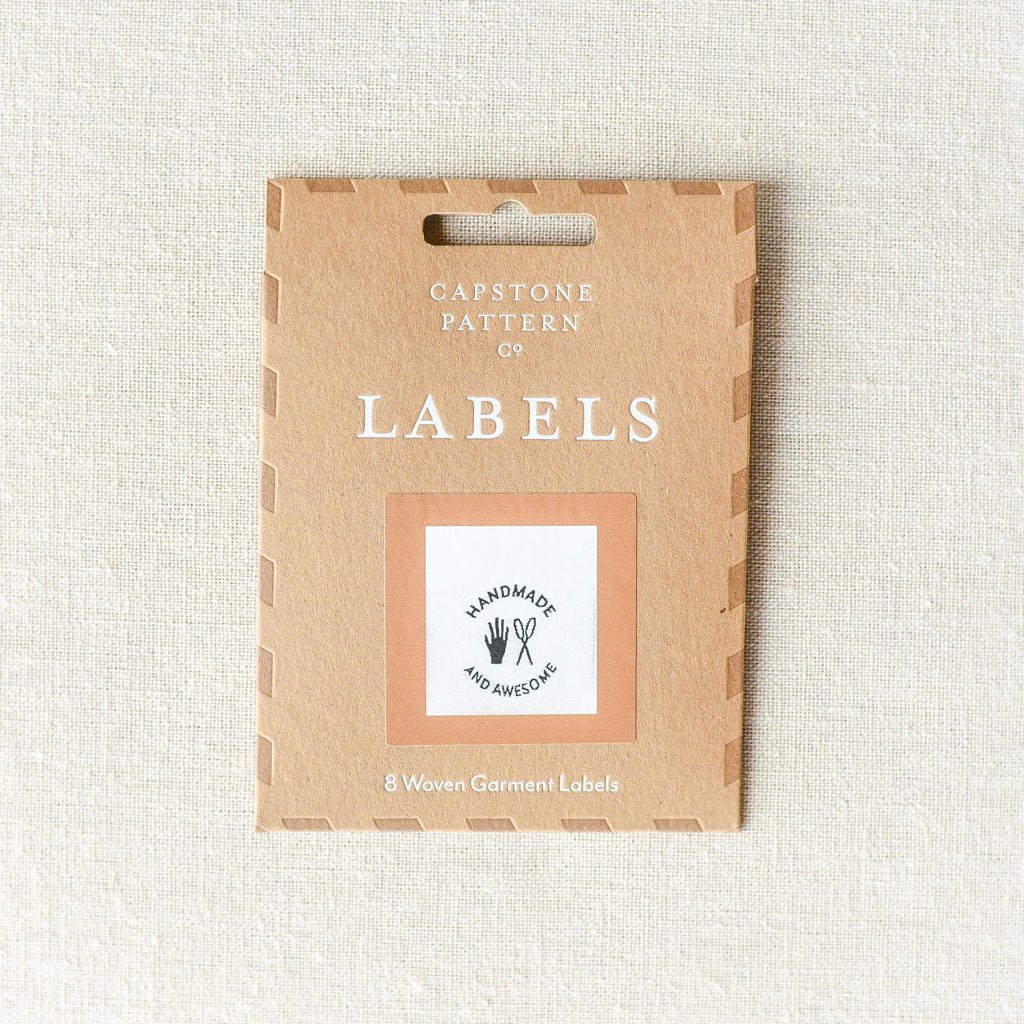 CAPSTONE
PATTERN
Cº
LABELS
HANDMADE
AND AWESOME
8 Woven Garment Labels